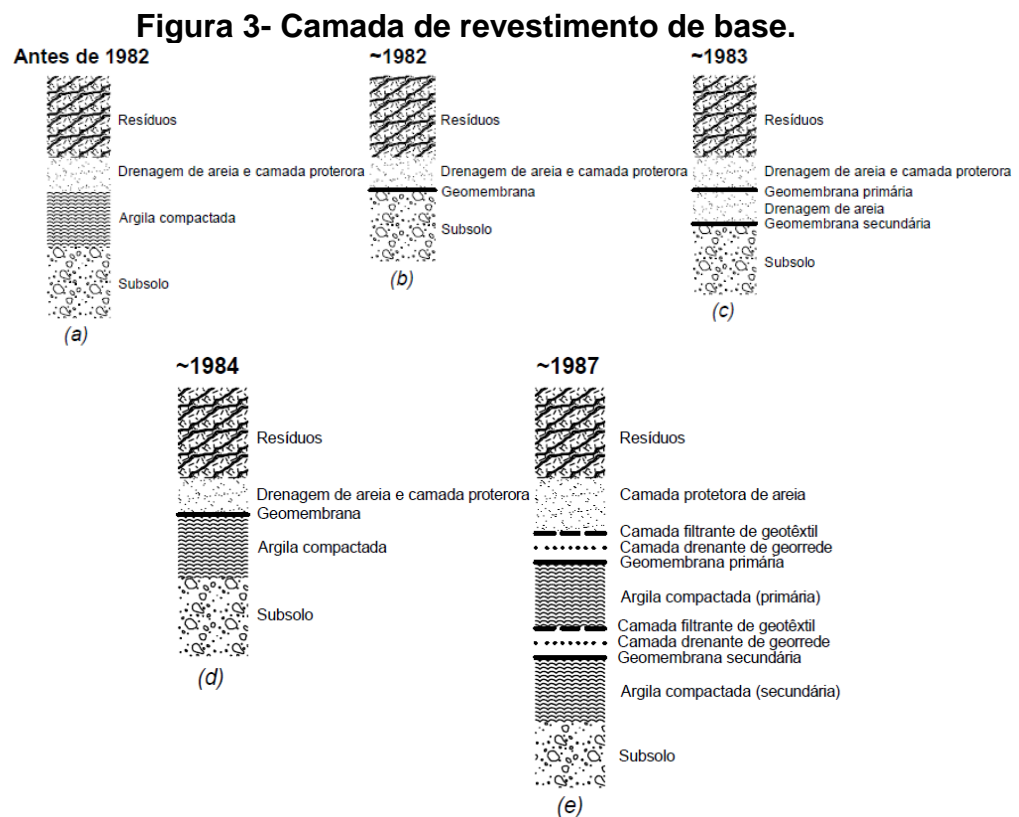 Figura 3- Camada de revestimento de base.
Antes de 1982
Resíduos
Drenagem de areia e camada proterora
Argila compactada
Subsolo
(a)
~1982
Resíduos
Drenagem de areia e camada proterora
Geomembrana
Subsolo
(b)
~1983
Resíduos
Drenagem de areia e camada proterora
Geomembrana primária
Drenagem de areia
Geomembrana secundária
Subsolo
(c)
~1984
Resíduos
Drenagem de areia e camada proterora
Geomembrana
Argila compactada
Subsolo
(d)
~1987
Resíduos
Camada protetora de areia
Camada filtrante de geotêxtil
Camada drenante de georrede
Geomembrana primária
Argila compactada (primária)
Camada filtrante de geotêxtil
Camada drenante de georrede
Geomembrana secundária
Argila compactada (secundária)
Subsolo
(e)